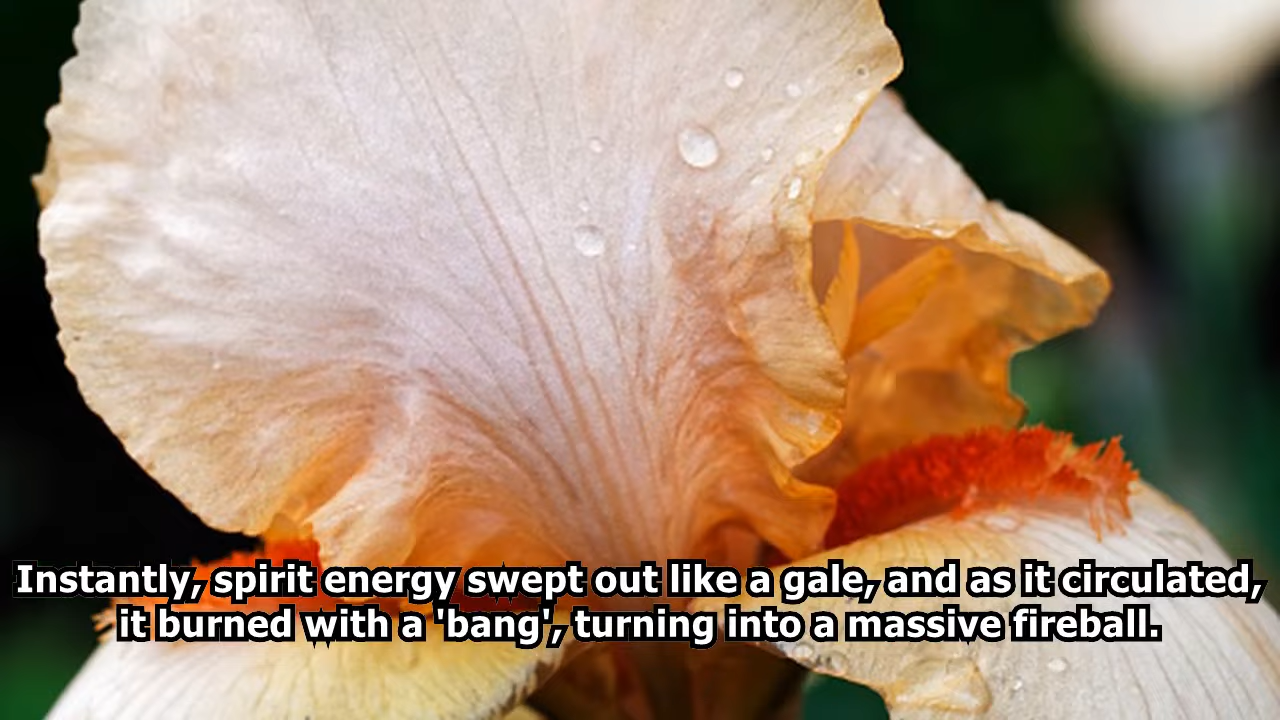 Instantly, spirit energy swept out like a gale, and as it circulated,
it burned with a 'bang', turning into a massive fireball.